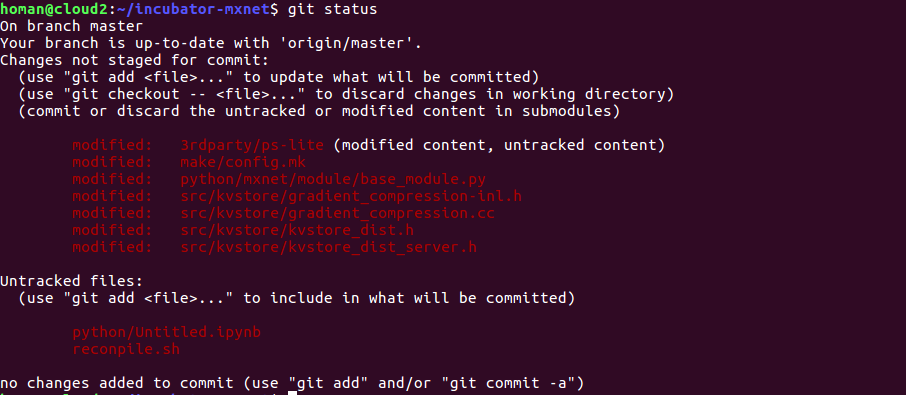 homan@cloud2:~/incubator-mxnet$ git status
On branch master
Your branch is up-to-date with 'origin/master'.
Changes not staged for commit:
  (use "git add <file>..." to update what will be committed)
  (use "git checkout -- <file>..." to discard changes in working directory)
  (commit or discard the untracked or modified content in submodules)

        modified:   3rdparty/ps-lite (modified content, untracked content)
        modified:   make/config.mk
        modified:   python/mxnet/module/base_module.py
        modified:   src/kvstore/gradient_compression-inl.h
        modified:   src/kvstore/gradient_compression.cc
        modified:   src/kvstore/kvstore_dist.h
        modified:   src/kvstore/kvstore_dist_server.h

Untracked files:
  (use "git add <file>..." to include in what will be committed)

        python/Untitled.ipynb
        reconpile.sh

no changes added to commit (use "git add" and/or "git commit -a")